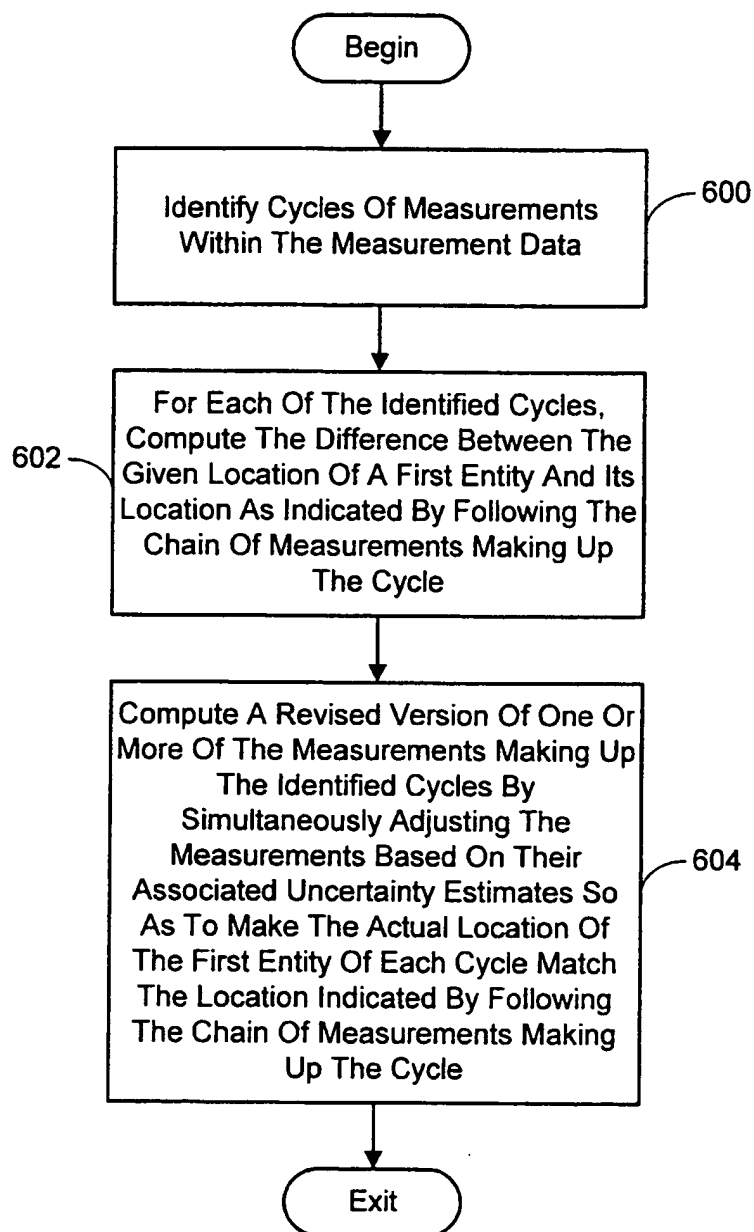 Begin
Identify Cycles Of Measurements
Within The Measurement Data
600
For Each Of The Identified Cycles,
Compute The Difference Between The
Given Location Of A First Entity And Its
Location As Indicated By Following The
Chain Of Measurements Making Up
The Cycle
602
Compute A Revised Version Of One Or
More Of The Measurements Making Up
The Identified Cycles By
Simultaneously Adjusting The
Measurements Based On Their
Associated Uncertainty Estimates So
As To Make The Actual Location Of
The First Entity Of Each Cycle Match
The Location Indicated By Following
The Chain Of Measurements Making
Up The Cycle
604
Exit